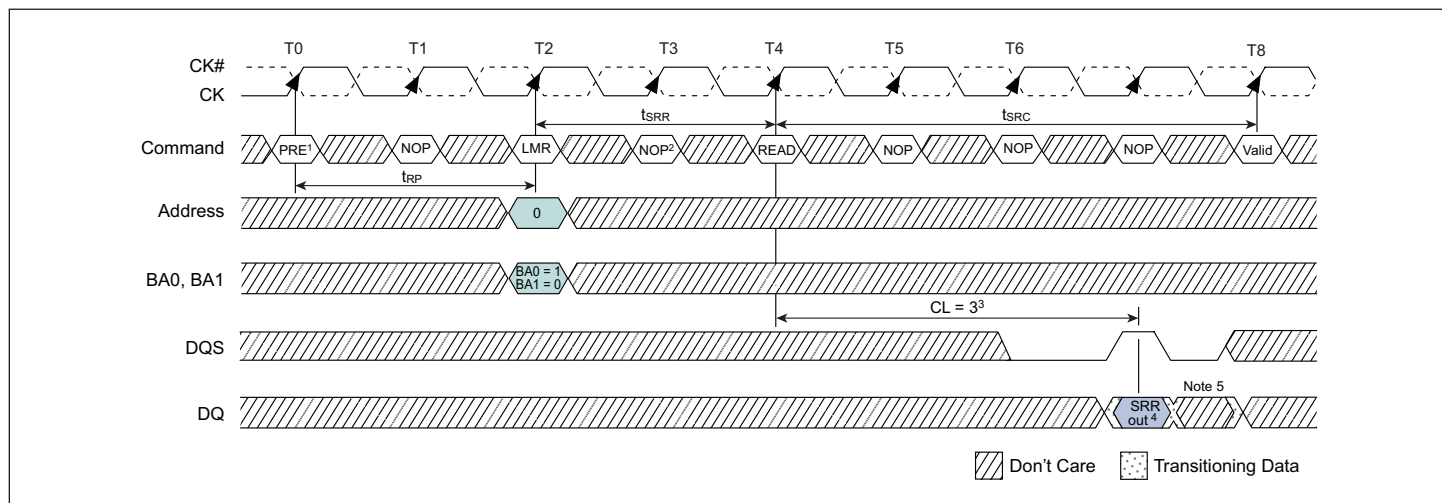 T0 T1 T2 T3 T4 T5 T6 T8
CK#
CK
tSRR tSRC
Command PRE¹ NOP LMR NOP² READ NOP NOP NOP Valid
tRP
Address 0
BA0, BA1 BA0 = 1
BA1 = 0
CL = 3³
DQS
Note 5
DQ SRR
out ⁴
Don't Care Transitioning Data